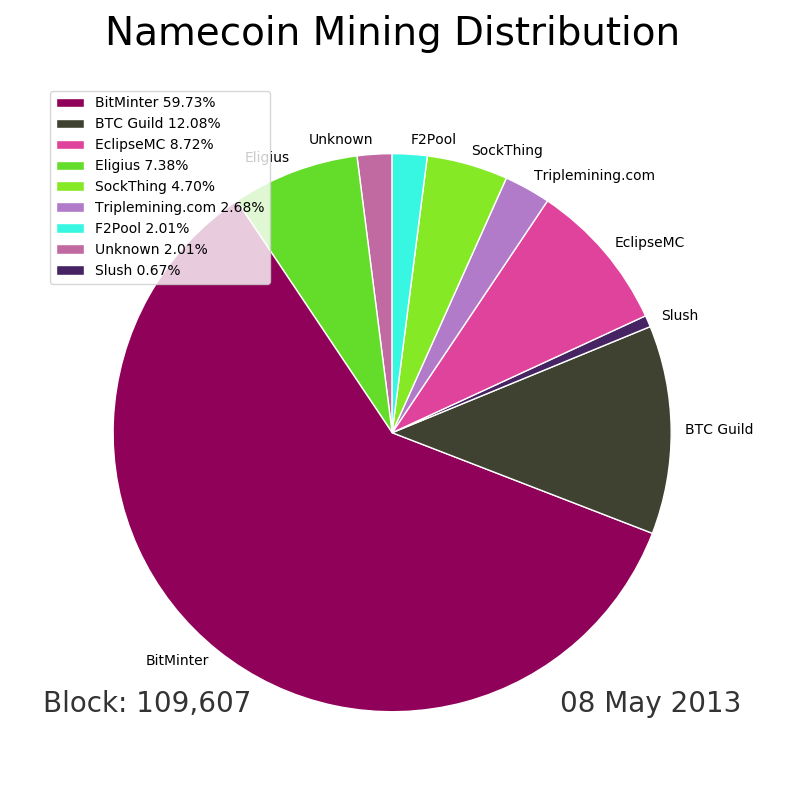 Namecoin Mining Distribution
BitMinter 59.73%
BTC Guild 12.08%
EclipseMC 8.72%
Eligius 7.38%
SockThing 4.70%
Triplemining.com 2.68%
F2Pool 2.01%
Unknown 2.01%
Slush 0.67%
Eligius
Unknown
F2Pool
SockThing
Triplemining.com
EclipseMC
Slush
BTC Guild
BitMinter
Block: 109,607
08 May 2013